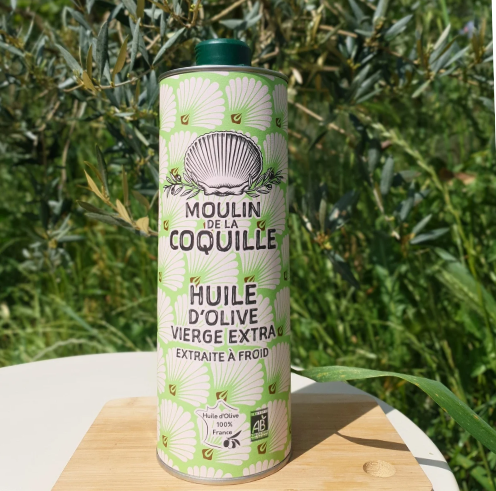 MOULIN
DE LA
COQUILLE
HUILE
D'OLIVE
VIERGE EXTRA
EXTRAITE À FROID
Huile d'Olive
100%
France
AB